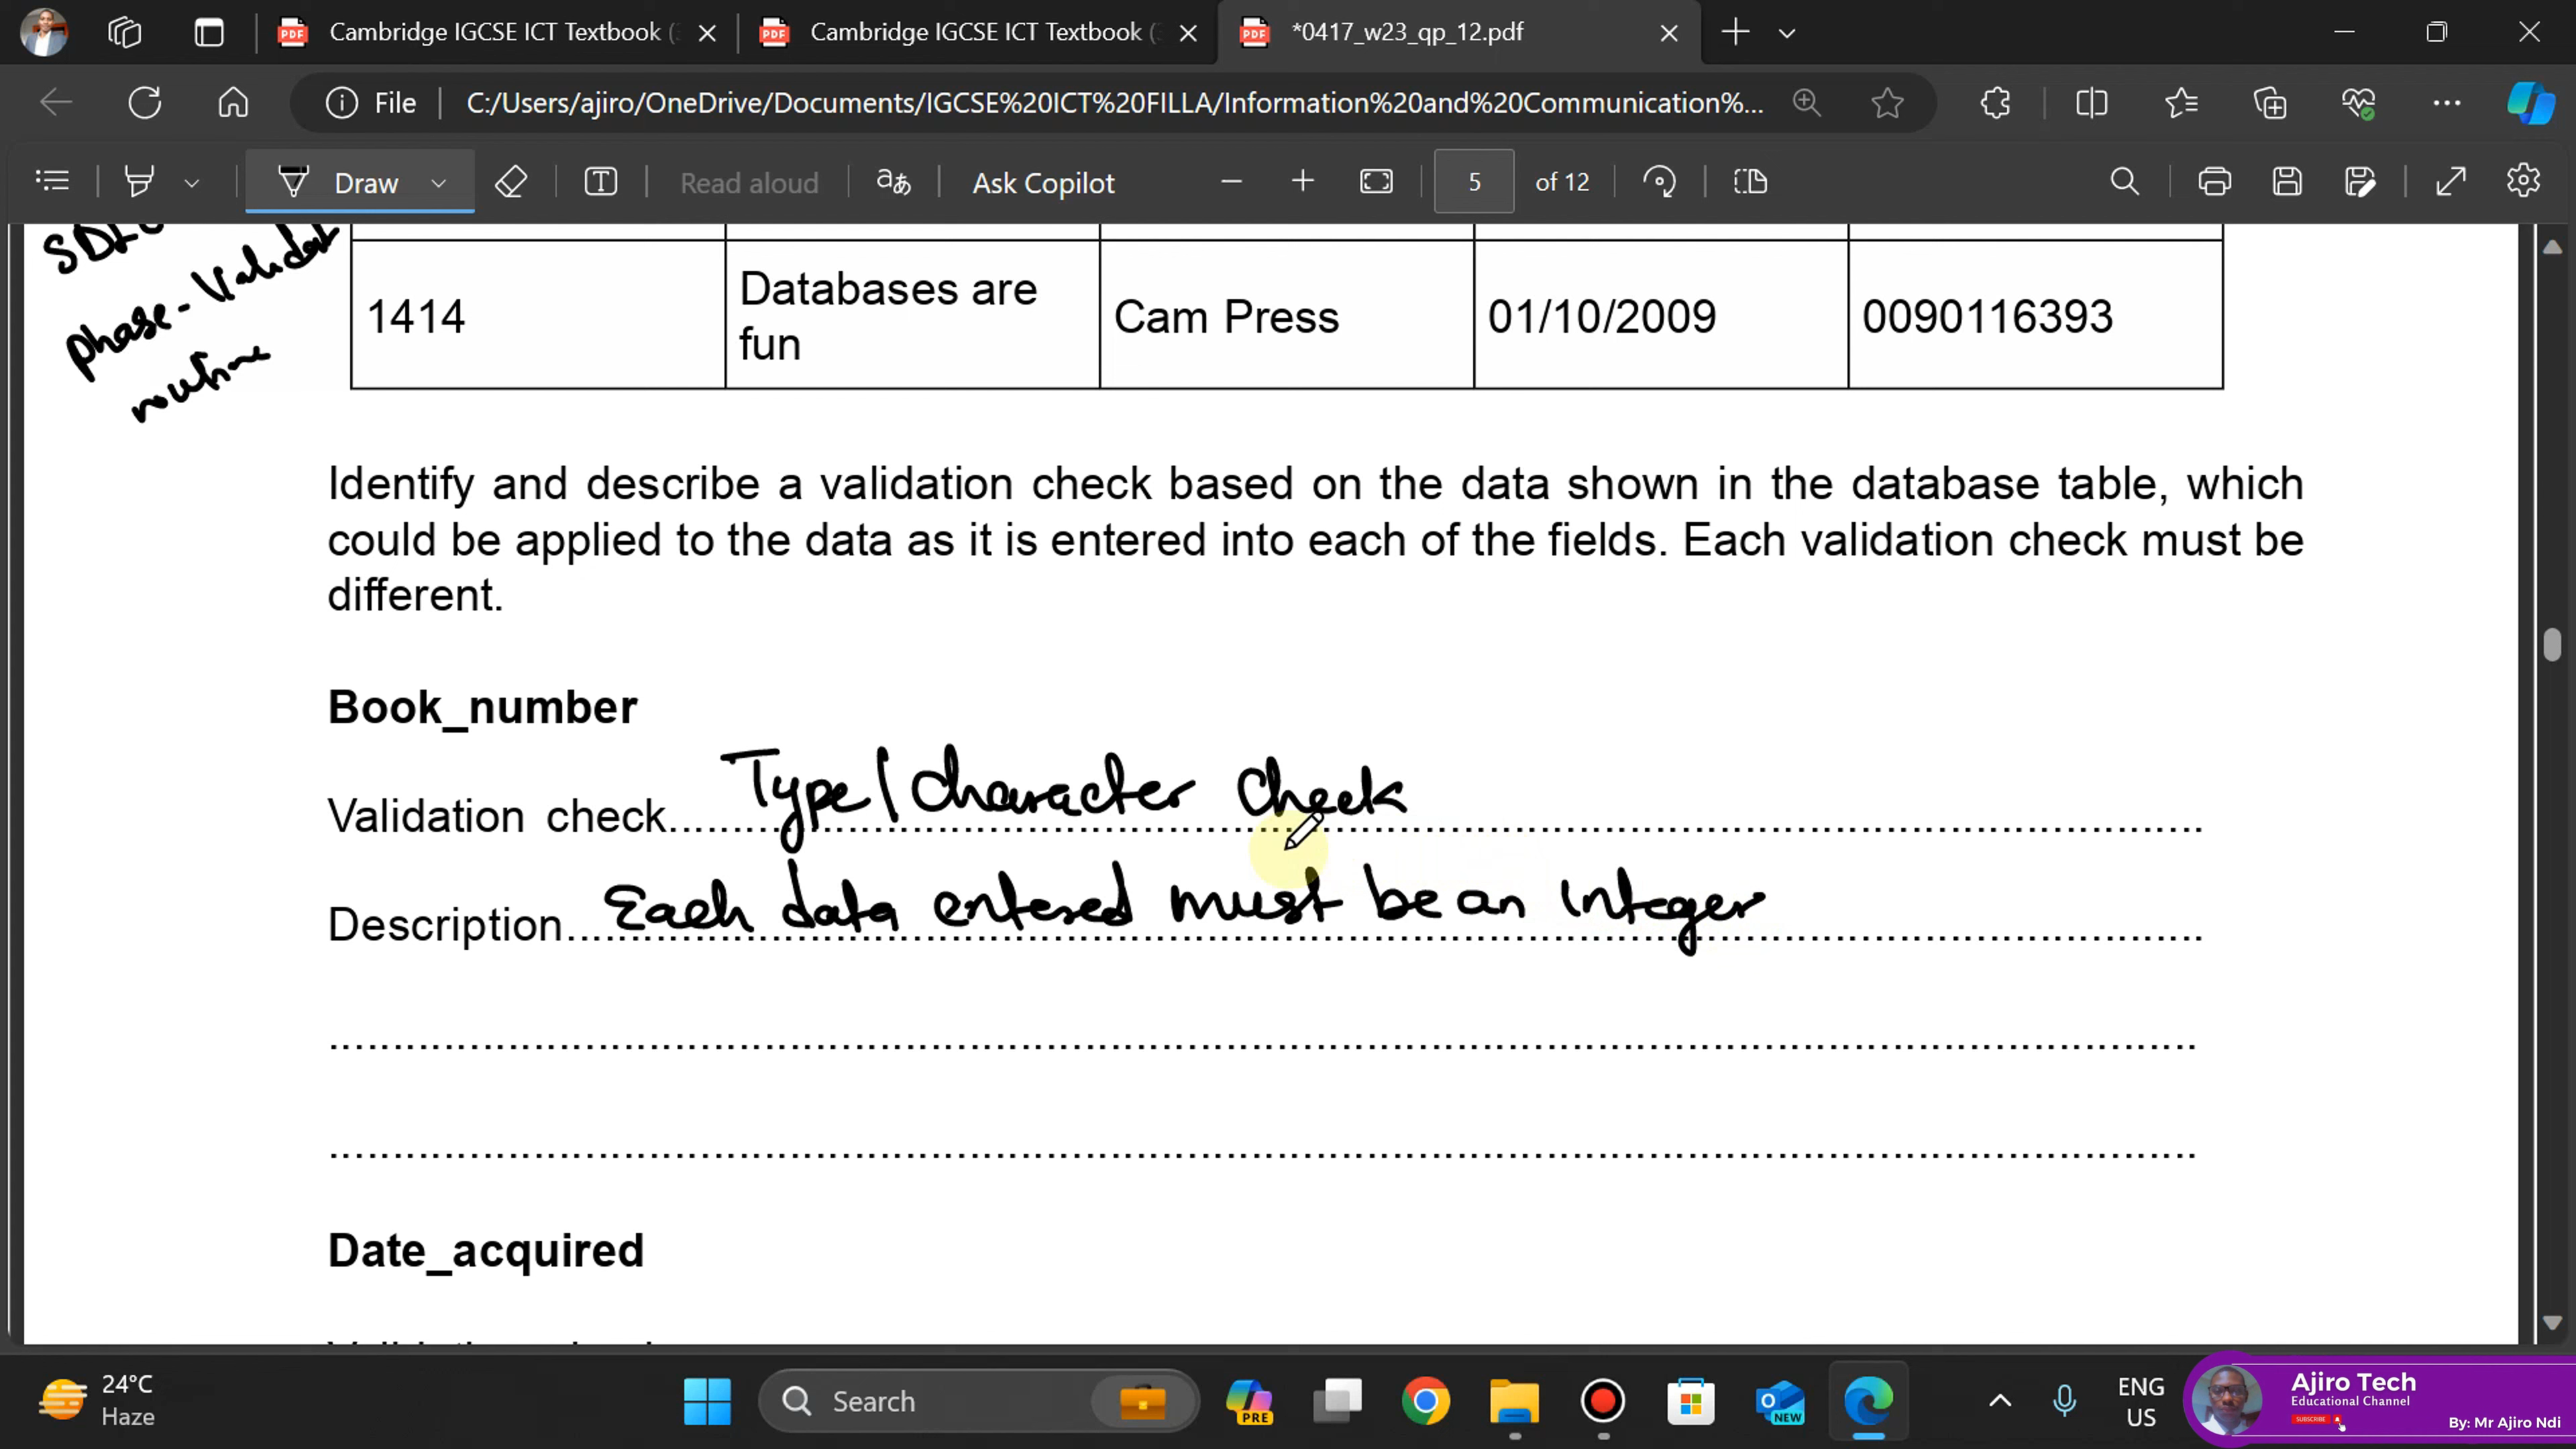 Cambridge IGCSE ICT Textbook (
Cambridge IGCSE ICT Textbook (
*0417_w23_qp_12.pdf
File
C:/Users/ajiro/OneDrive/Documents/IGCSE%20ICT%20FILLA/Information%20and%20Communication%...
Draw
Read aloud
aあ
Ask Copilot
5 of 12
phase - Validat
routine
1414
Databases are
fun
Cam Press
01/10/2009
0090116393
Identify and describe a validation check based on the data shown in the database table, which
could be applied to the data as it is entered into each of the fields. Each validation check must be
different.
Book_number
Validation check Type/Character check
Description Each data entered must be an integer
Date_acquired
24°C
Haze
Search
PRE
NEW
ENG
US
Ajiro Tech
Educational Channel
SUBSCRIBE
By: Mr Ajiro Ndi